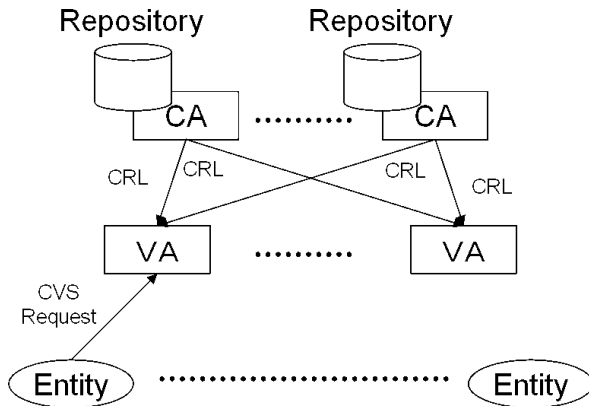 Repository
Repository
CA
CA
CRL
CRL
CRL
CRL
VA
VA
CVS
Request
Entity
Entity